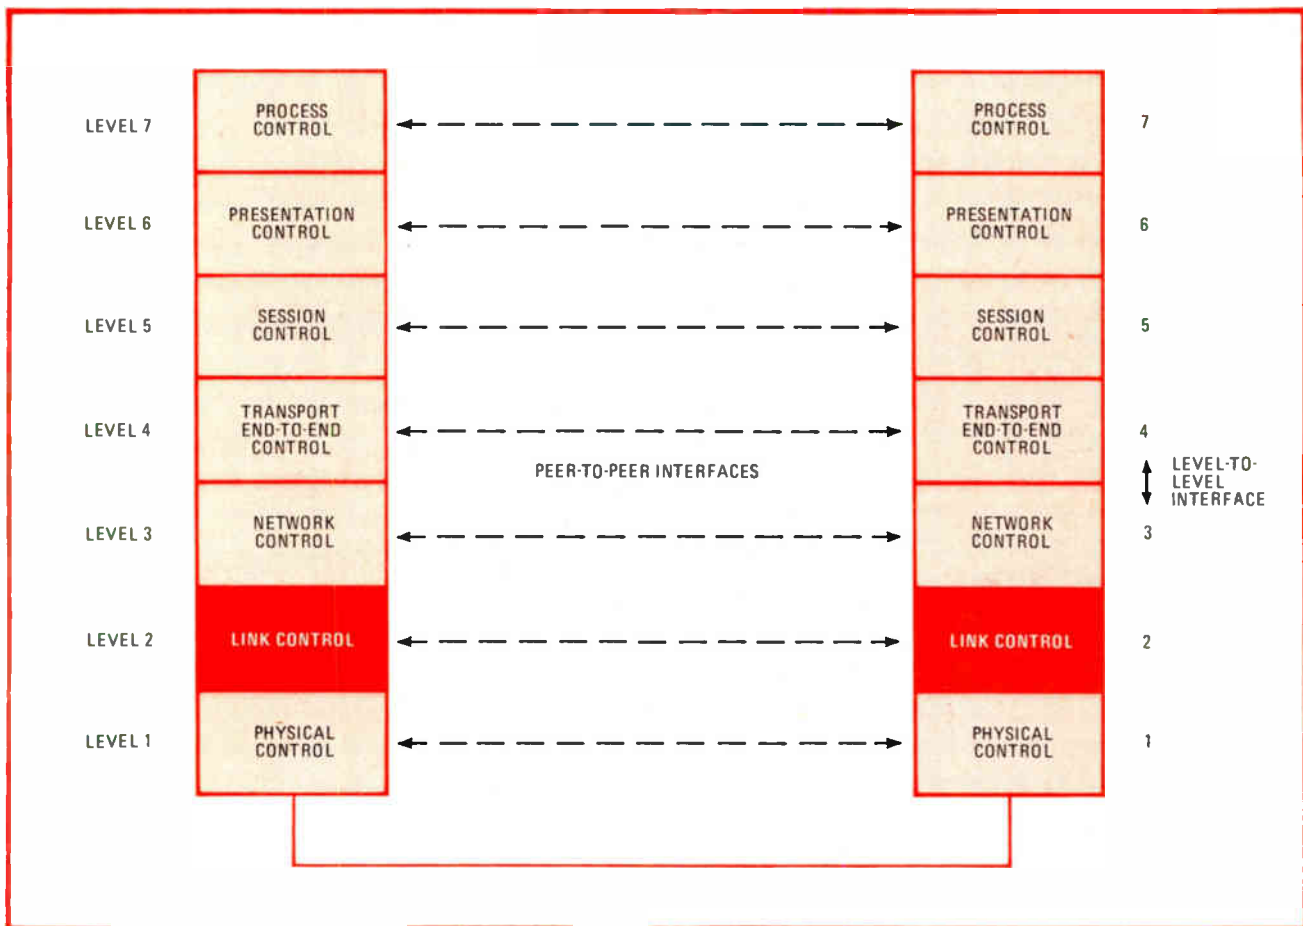 LEVEL 7
PROCESS
CONTROL
PROCESS
CONTROL
7
LEVEL 6
PRESENTATION
CONTROL
PRESENTATION
CONTROL
6
LEVEL 5
SESSION
CONTROL
SESSION
CONTROL
5
LEVEL 4
TRANSPORT
END-TO-END
CONTROL
TRANSPORT
END-TO-END
CONTROL
4
PEER-TO-PEER INTERFACES
LEVEL-TO-
LEVEL
INTERFACE
LEVEL 3
NETWORK
CONTROL
NETWORK
CONTROL
3
LEVEL 2
LINK CONTROL
LINK CONTROL
2
LEVEL 1
PHYSICAL
CONTROL
PHYSICAL
CONTROL
1